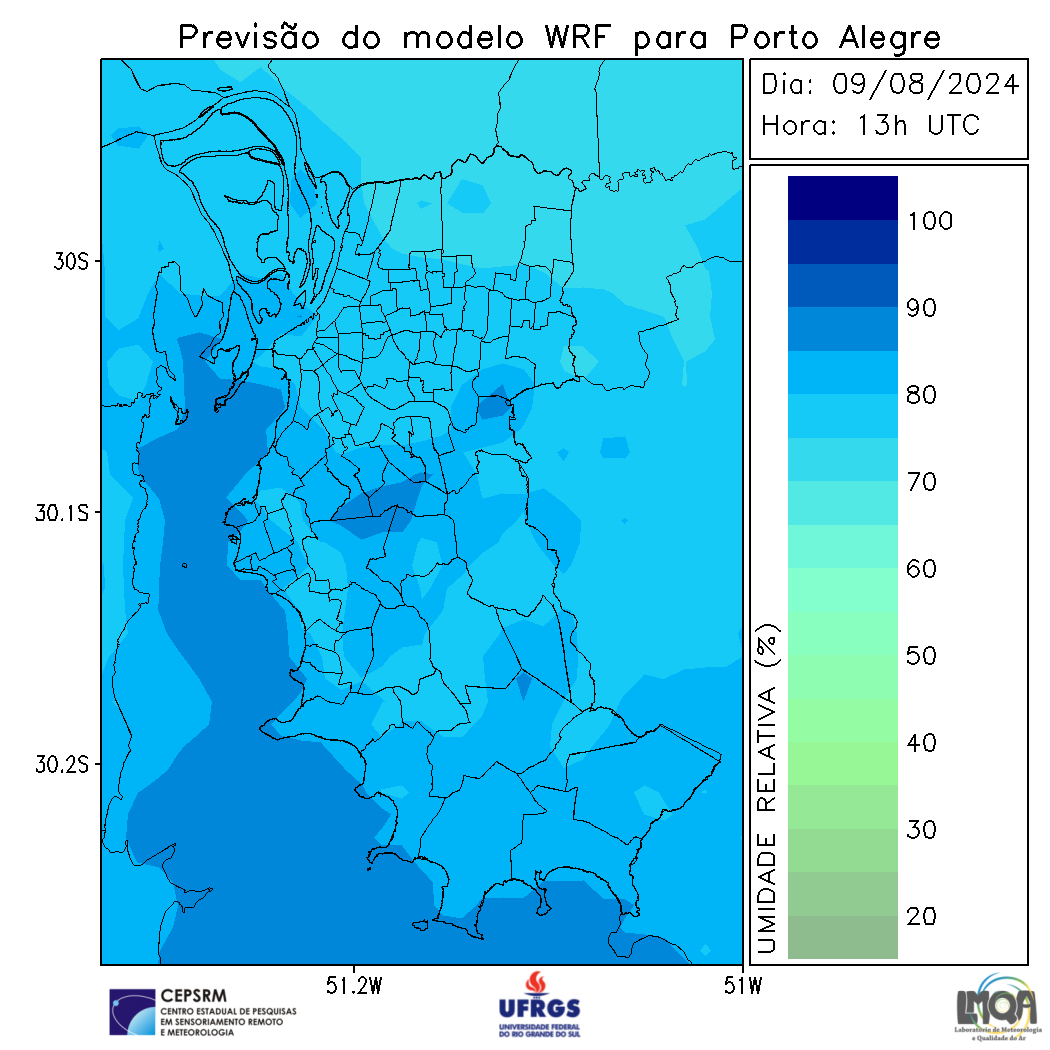 Previsão do modelo WRF para Porto Alegre
Dia: 09/08/2024
Hora: 13h UTC
30S
30.1S
30.2S
51.2W
51W
UMIDADE RELATIVA (%)
100
90
80
70
60
50
40
30
20
CEPSRM
CENTRO ESTADUAL DE PESQUISAS
EM SENSORIAMENTO REMOTO
E METEOROLOGIA
UFRGS
UNIVERSIDADE FEDERAL
DO RIO GRANDE DO SUL
LMQA
Laboratório de Meteorologia
e Qualidade do Ar